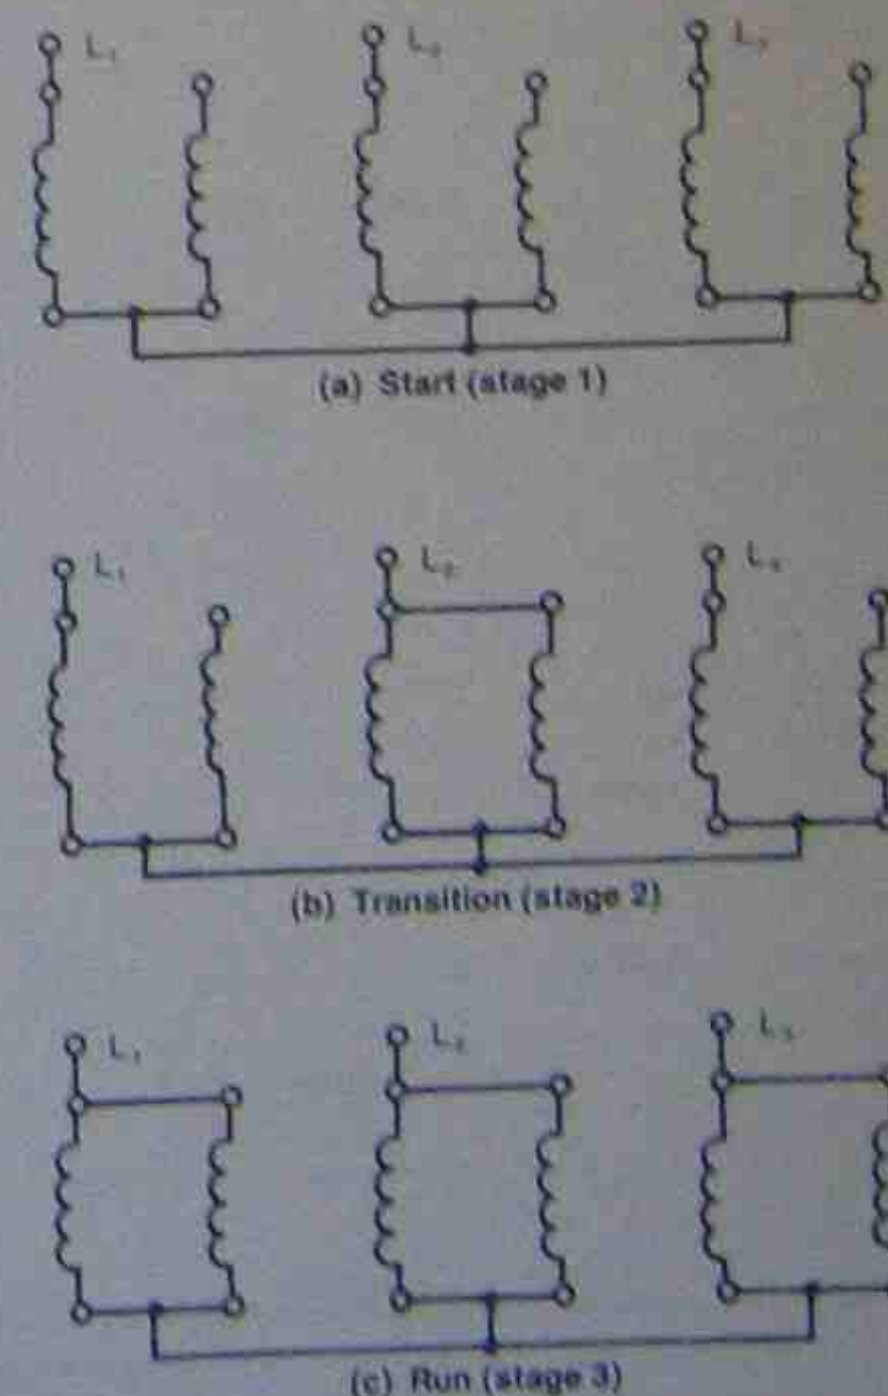 L₁ L₂ L₃
(a) Start (stage 1)
L₁ L₂ L₃
(b) Transition (stage 2)
L₁ L₂ L₃
(c) Run (stage 3)